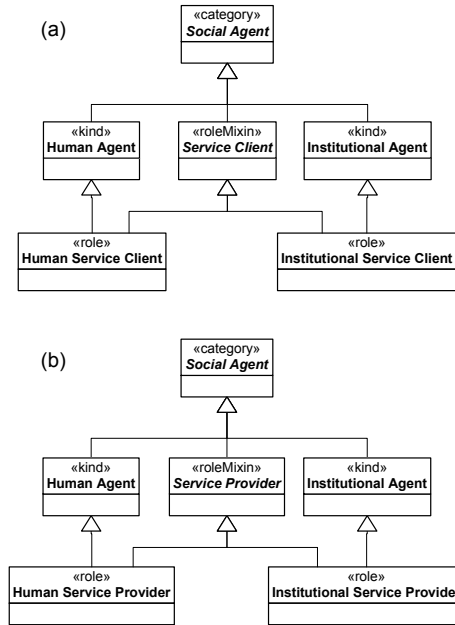 (a)
«category»
Social Agent
«kind»
Human Agent
«roleMixin»
Service Client
«kind»
Institutional Agent
«role»
Human Service Client
«role»
Institutional Service Client
(b)
«category»
Social Agent
«kind»
Human Agent
«roleMixin»
Service Provider
«kind»
Institutional Agent
«role»
Human Service Provider
«role»
Institutional Service Provide